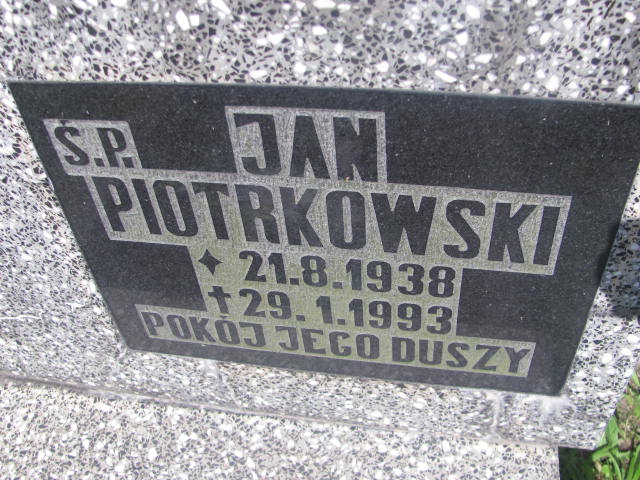 Ś.P. JAN
PIOTRKOWSKI
✦ 21.8.1938
✝ 29.1.1993
POKÓJ JEGO DUSZY